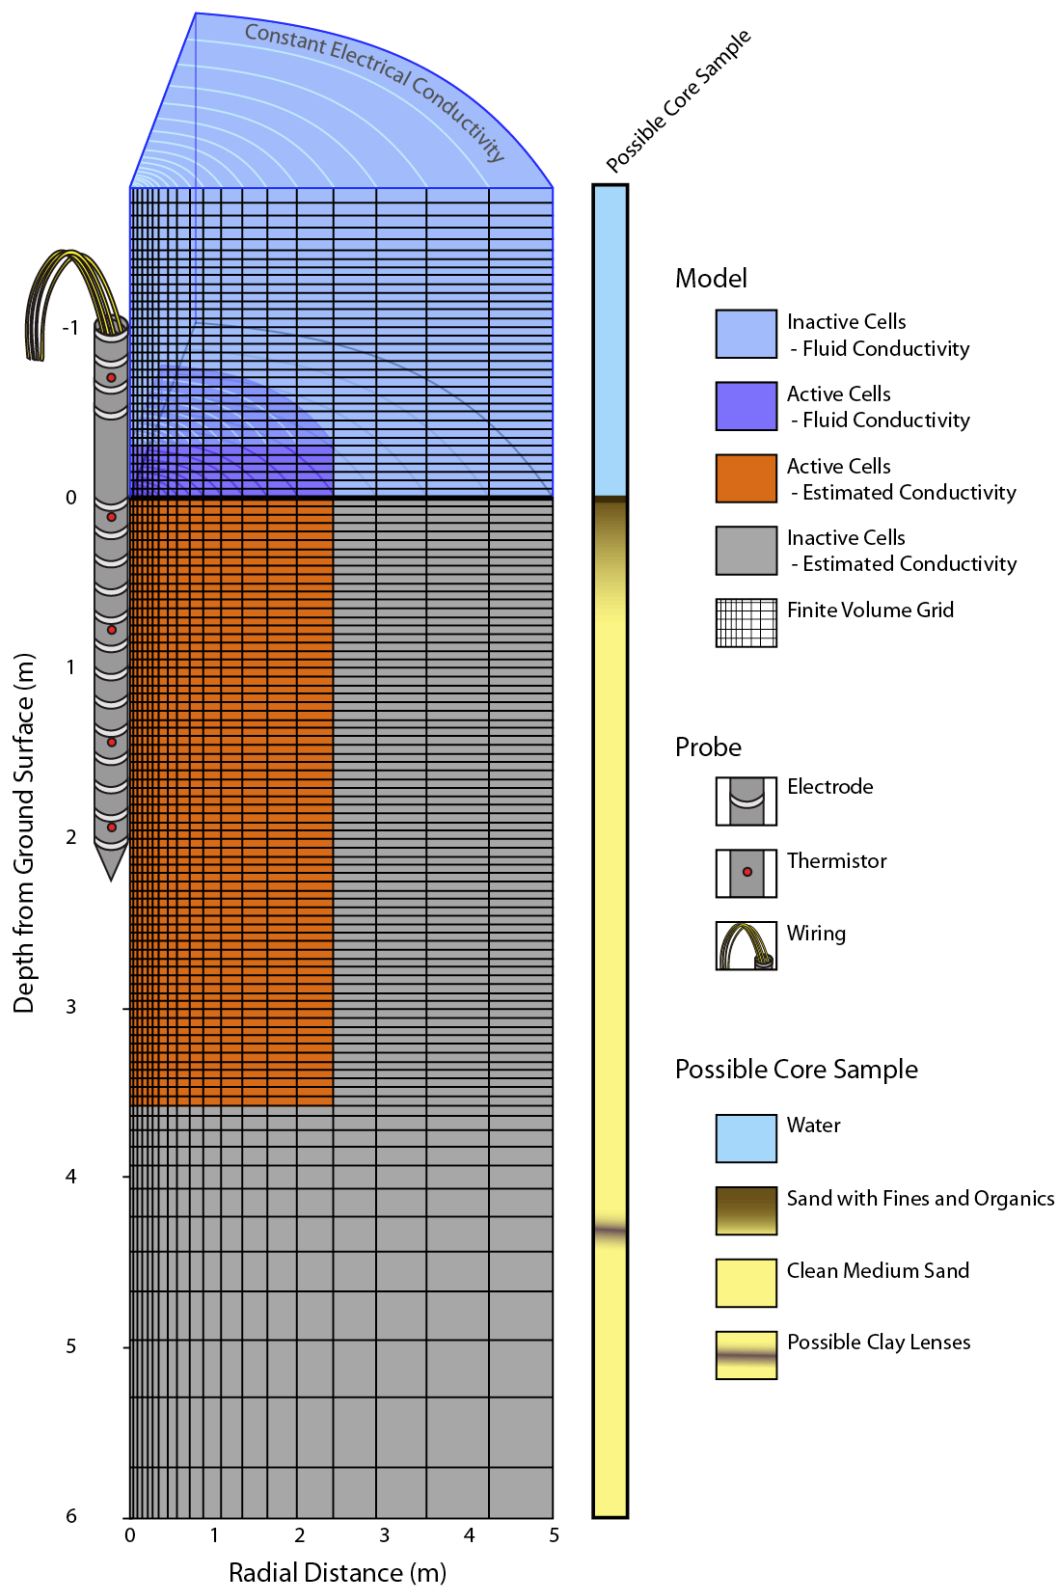 Constant Electrical Conductivity
Possible Core Sample
Depth from Ground Surface (m)
-1
0
1
2
3
4
5
6
0 1 2 3 4 5
Radial Distance (m)
Model
Inactive Cells
- Fluid Conductivity
Active Cells
- Fluid Conductivity
Active Cells
- Estimated Conductivity
Inactive Cells
- Estimated Conductivity
Finite Volume Grid
Probe
Electrode
Thermistor
Wiring
Possible Core Sample
Water
Sand with Fines and Organics
Clean Medium Sand
Possible Clay Lenses